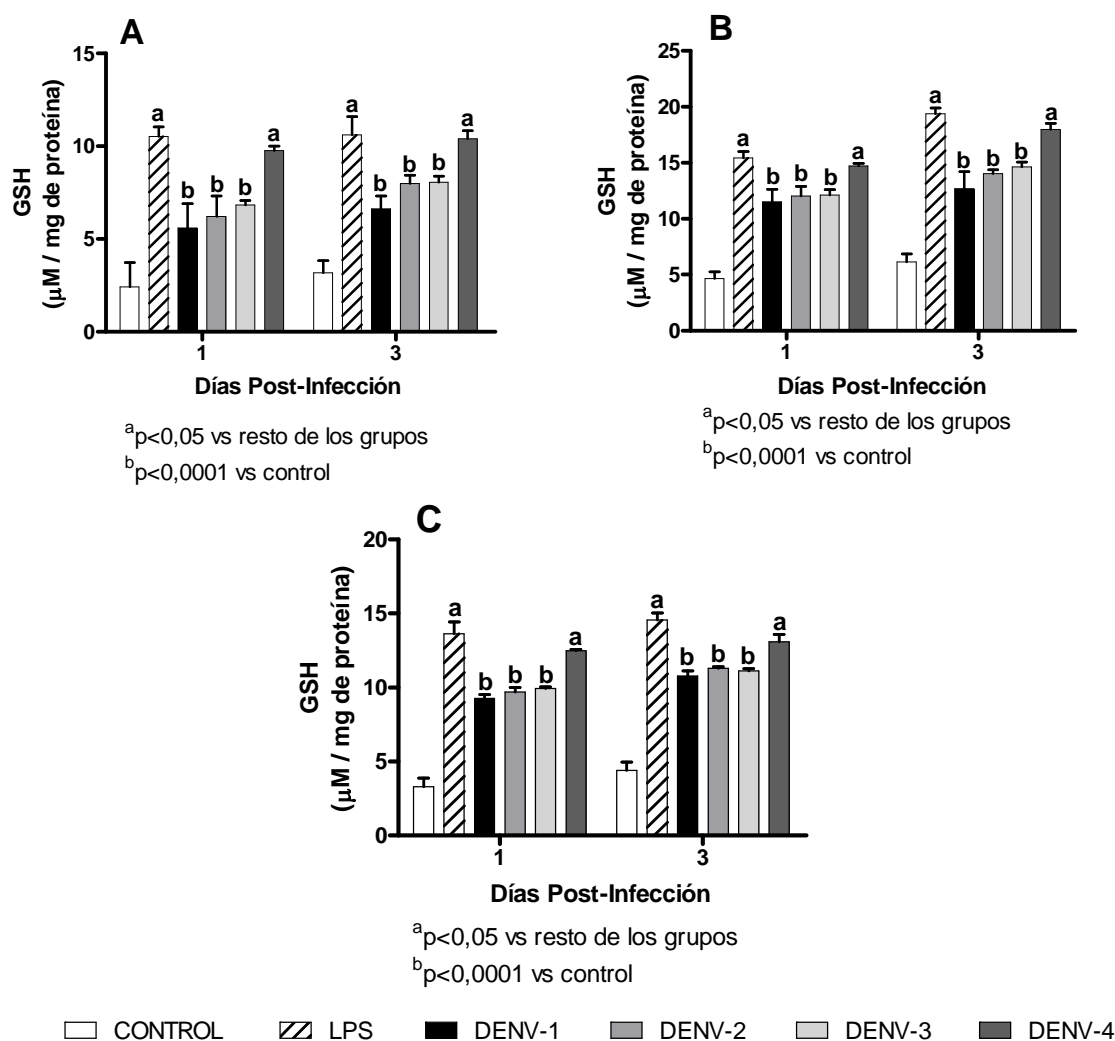 A
15
10
5
0
GSH
(µM / mg de proteína)
a
b
b
b
a
a
b
b
b
a
1
3
Días Post-Infección
ap<0,05 vs resto de los grupos
bp<0,0001 vs control
B
25
20
15
10
5
0
GSH
(µM / mg de proteína)
a
b
b
b
a
a
b
b
b
a
1
3
Días Post-Infección
ap<0,05 vs resto de los grupos
bp<0,0001 vs control
C
20
15
10
5
0
GSH
(µM / mg de proteína)
a
b
b
b
a
a
b
b
b
a
1
3
Días Post-Infección
ap<0,05 vs resto de los grupos
bp<0,0001 vs control
CONTROL LPS DENV-1 DENV-2 DENV-3 DENV-4